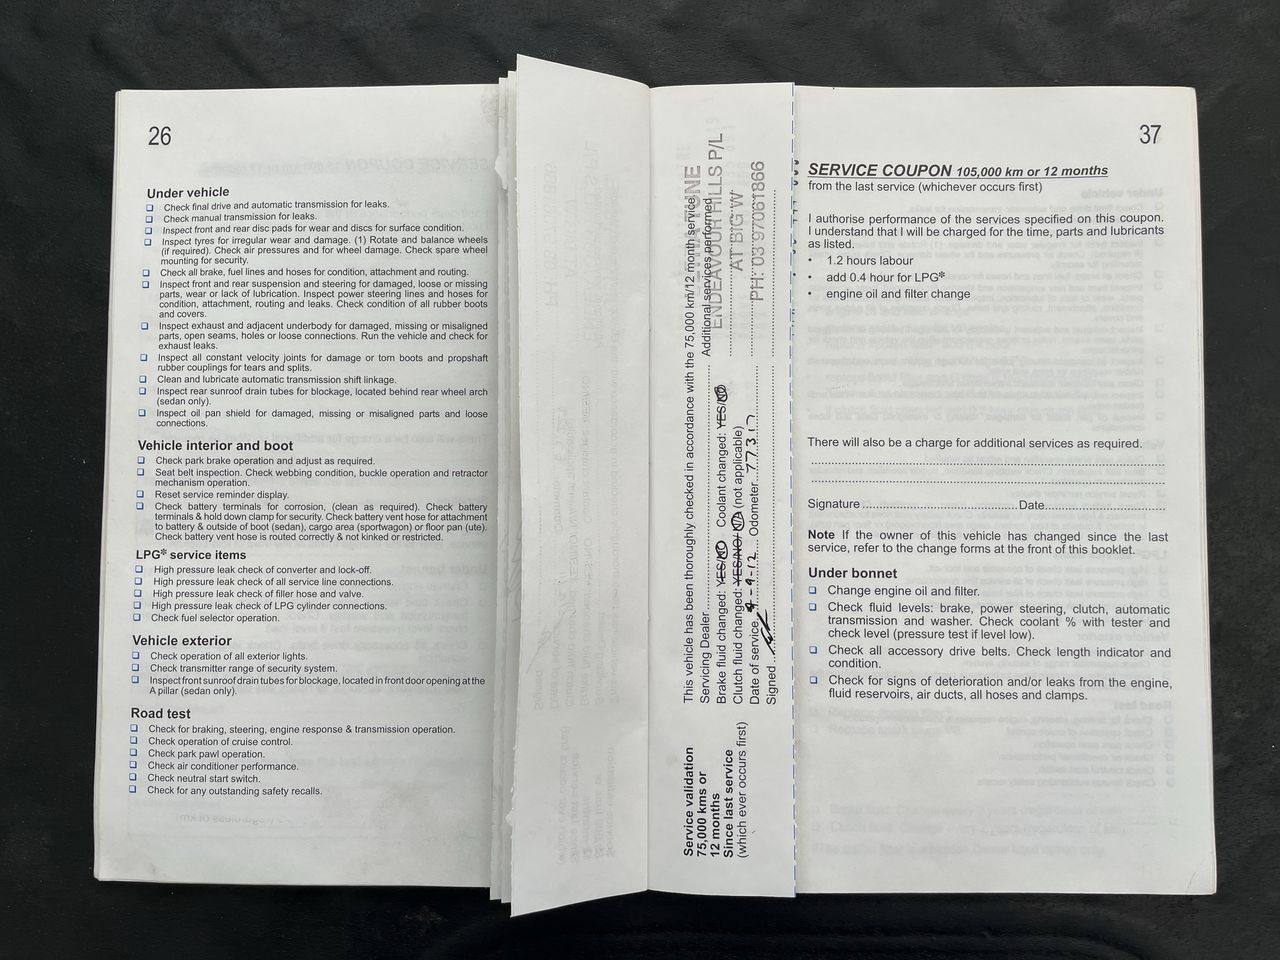 26
Under vehicle
❑ Check final drive and automatic transmission for leaks.
❑ Check manual transmission for leaks.
❑ Inspect front and rear disc pads for wear and discs for surface condition.
❑ Inspect tyres for irregular wear and damage. (1) Rotate and balance wheels
(if required). Check air pressures and for wheel damage. Check spare wheel
mounting for security.
❑ Check all brake, fuel lines and hoses for condition, attachment and routing.
❑ Inspect front and rear suspension and steering for damaged, loose or missing
parts, wear or lack of lubrication. Inspect power steering lines and hoses for
condition, attachment, routing and leaks. Check condition of all rubber boots
and covers.
❑ Inspect exhaust and adjacent underbody for damaged, missing or misaligned
parts, open seams, holes or loose connections. Run the vehicle and check for
exhaust leaks.
❑ Inspect all constant velocity joints for damage or torn boots and propshaft
rubber couplings for tears and splits.
❑ Clean and lubricate automatic transmission shift linkage.
❑ Inspect rear sunroof drain tubes for blockage, located behind rear wheel arch
(sedan only).
❑ Inspect oil pan shield for damaged, missing or misaligned parts and loose
connections.
Vehicle interior and boot
❑ Check park brake operation and adjust as required.
❑ Seat belt inspection. Check webbing condition, buckle operation and retractor
mechanism operation.
❑ Reset service reminder display.
❑ Check battery terminals for corrosion, (clean as required). Check battery
terminals & hold down clamp for security. Check battery vent hose for attachment
to battery & outside of boot (sedan), cargo area (sportwagon) or floor pan (ute).
Check battery vent hose is routed correctly & not kinked or restricted.
LPG* service items
❑ High pressure leak check of converter and lock-off.
❑ High pressure leak check of all service line connections.
❑ High pressure leak check of filler hose and valve.
❑ High pressure leak check of LPG cylinder connections.
❑ Check fuel selector operation.
Vehicle exterior
❑ Check operation of all exterior lights.
❑ Check transmitter range of security system.
❑ Inspect front sunroof drain tubes for blockage, located in front door opening at the
A pillar (sedan only).
Road test
❑ Check for braking, steering, engine response & transmission operation.
❑ Check operation of cruise control.
❑ Check park pawl operation.
❑ Check air conditioner performance.
❑ Check neutral start switch.
❑ Check for any outstanding safety recalls.
Service validation
75,000 kms or
12 months
Since last service
(which ever occurs first)
This vehicle has been thoroughly checked in accordance with the 75,000 km/12 month service.
Servicing Dealer
Additional services performed
Brake fluid changed: YES/NO Coolant changed: YES/NO
Clutch fluid changed: YES/NO/ N/A (not applicable)
Date of service 4-9-12 Odometer 77317
Signed
ENDEAVOUR HILLS P/L
AT BIG W
PH: 03 97061866
37
SERVICE COUPON 105,000 km or 12 months
from the last service (whichever occurs first)
I authorise performance of the services specified on this coupon.
I understand that I will be charged for the time, parts and lubricants
as listed.
• 1.2 hours labour
• add 0.4 hour for LPG*
• engine oil and filter change
There will also be a charge for additional services as required.
Signature Date
Note If the owner of this vehicle has changed since the last
service, refer to the change forms at the front of this booklet.
Under bonnet
❑ Change engine oil and filter.
❑ Check fluid levels: brake, power steering, clutch, automatic
transmission and washer. Check coolant % with tester and
check level (pressure test if level low).
❑ Check all accessory drive belts. Check length indicator and
condition.
❑ Check for signs of deterioration and/or leaks from the engine,
fluid reservoirs, air ducts, all hoses and clamps.